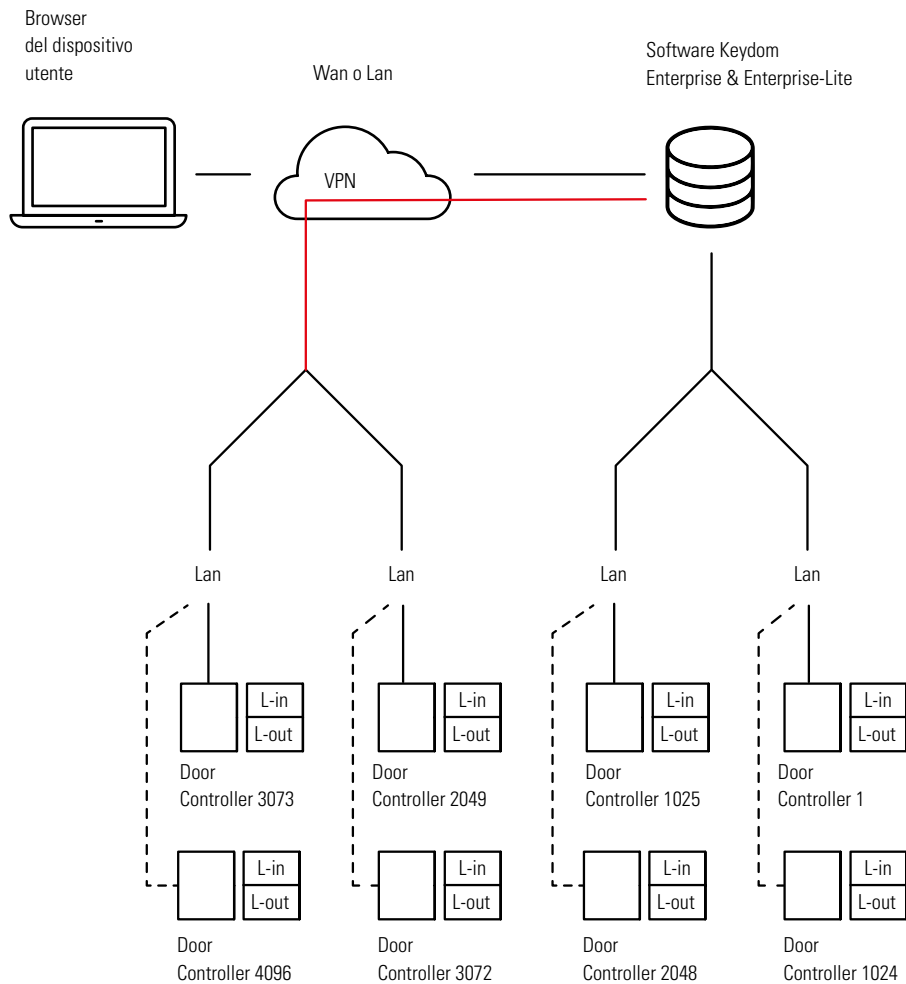 Browser
del dispositivo
utente
Wan o Lan
Software Keydom
Enterprise & Enterprise-Lite
VPN
Lan
Lan
Lan
Lan
L-in
L-out
L-in
L-out
L-in
L-out
L-in
L-out
Door
Controller 3073
Door
Controller 2049
Door
Controller 1025
Door
Controller 1
L-in
L-out
L-in
L-out
L-in
L-out
L-in
L-out
Door
Controller 4096
Door
Controller 3072
Door
Controller 2048
Door
Controller 1024